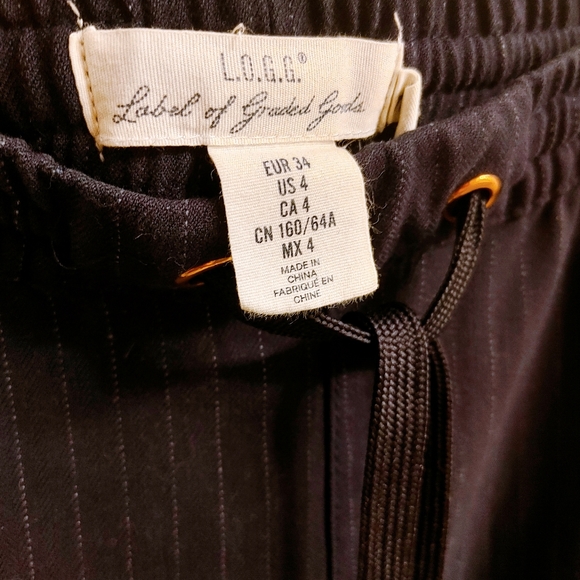 L.O.G.G.®
Label of Graded Goods
EUR 34
US 4
CA 4
CN 160/64A
MX 4
MADE IN
CHINA
FABRIQUÉ EN
CHINE